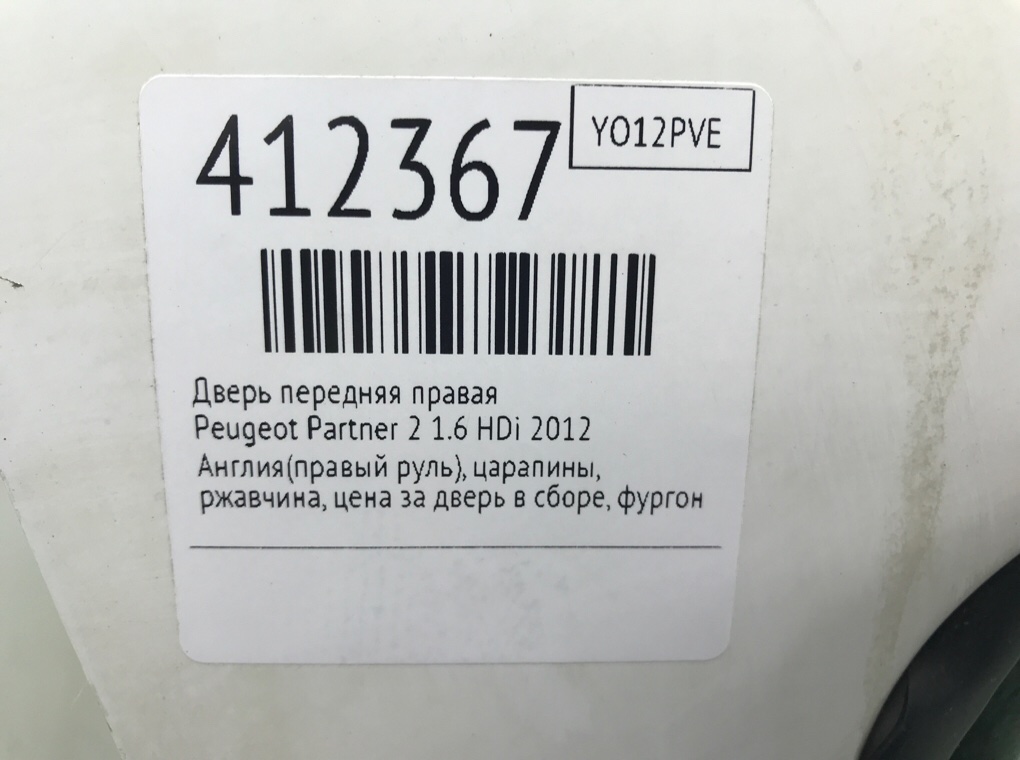 412367
YO12PVE
Дверь передняя правая
Peugeot Partner 2 1.6 HDi 2012
Англия(правый руль), царапины,
ржавчина, цена за дверь в сборе, фургон